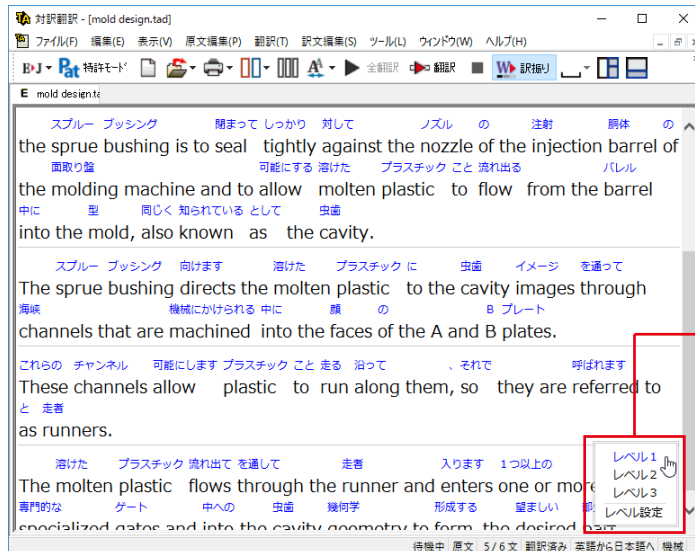 対訳翻訳 - [mold design.tad]
ファイル(F) 編集(E) 表示(V) 原文編集(P) 翻訳(T) 訳文編集(S) ツール(L) ウィンドウ(W) ヘルプ(H)
E▸J Pat 特許モード 全翻訳 翻訳 W 訳振り
E mold design.ta
スプルー ブッシング 閉まって しっかり 対して ノズル の 注射 胴体 の
the sprue bushing is to seal tightly against the nozzle of the injection barrel of
面取り盤 可能にする 溶けた プラスチック こと 流れ出る バレル
the molding machine and to allow molten plastic to flow from the barrel
中に 型 同じく 知られている として 虫歯
into the mold, also known as the cavity.
スプルー ブッシング 向けます 溶けた プラスチック に 虫歯 イメージ を通って
The sprue bushing directs the molten plastic to the cavity images through
海峡 機械にかけられる 中に 顔 の B プレート
channels that are machined into the faces of the A and B plates.
これらの チャンネル 可能にします プラスチック こと 走る 沿って 、それで 呼ばれます
These channels allow plastic to run along them, so they are referred to
と 走者
as runners.
溶けた プラスチック 流れ出て を通して 走者 入ります 1つ以上の
The molten plastic flows through the runner and enters one or more
専門的な ゲート 中への 虫歯 幾何学 形成する 望ましい
specialized gates and into the cavity geometry to form the desired part.
レベル1
レベル2
レベル3
レベル設定
待機中 原文 5/6文 翻訳済み 英語から日本語へ 機械